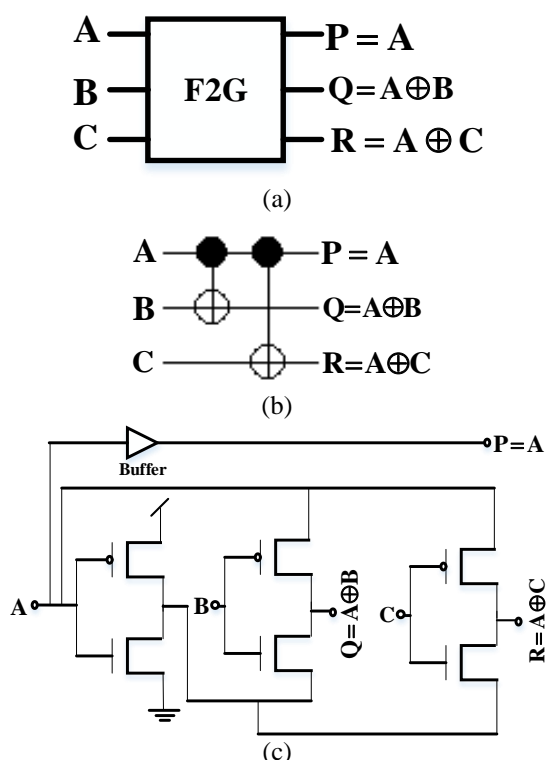 A
P = A
B
F2G
Q=A⊕B
C
R = A ⊕ C
(a)
A
P = A
B
Q=A⊕B
C
R=A⊕C
(b)
P=A
Buffer
A
B
Q=A⊕B
C
R=A⊕C
(c)